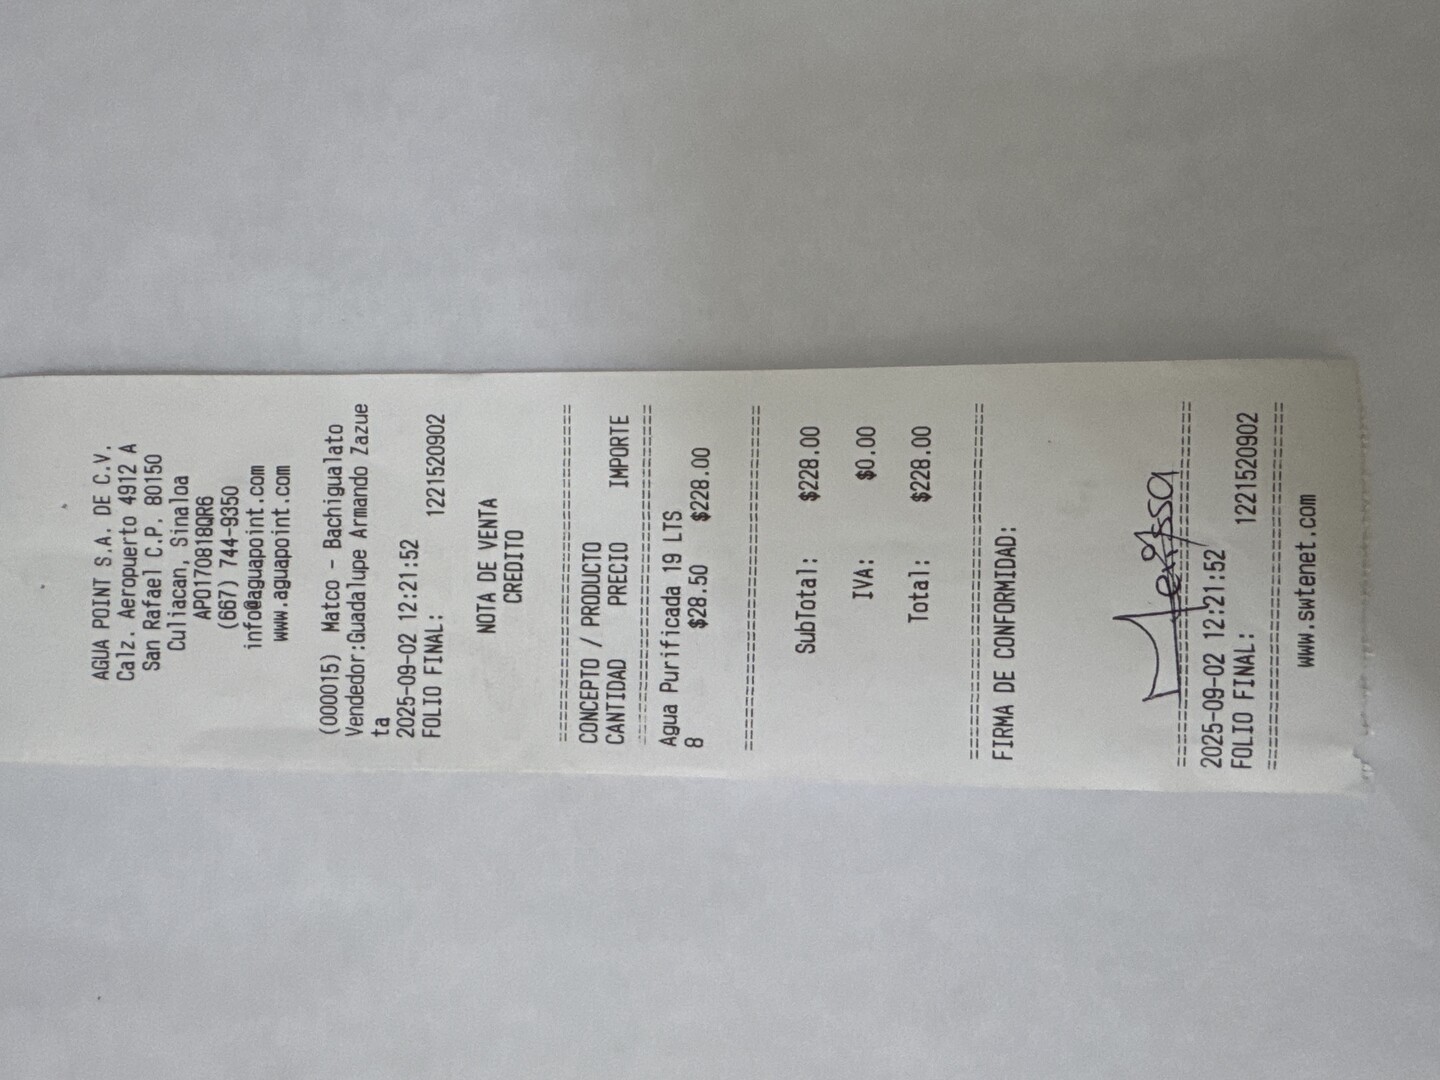 AGUA POINT S.A. DE C.V.
Calz. Aeropuerto 4912 A
San Rafael C.P. 80150
Culiacan, Sinaloa
APO170818QR6
(667) 744-9350
info@aguapoint.com
www.aguapoint.com
(000015) Matco - Bachigualato
Vendedor:Guadalupe Armando Zazue
ta
2025-09-02 12:21:52
FOLIO FINAL: 1221520902
NOTA DE VENTA
CREDITO
================================
CONCEPTO / PRODUCTO
CANTIDAD PRECIO IMPORTE
================================
Agua Purificada 19 LTS
8 $28.50 $228.00
================================
SubTotal: $228.00
IVA: $0.00
Total: $228.00
================================
FIRMA DE CONFORMIDAD:
================================
2025-09-02 12:21:52
FOLIO FINAL: 1221520902
================================
www.swtenet.com